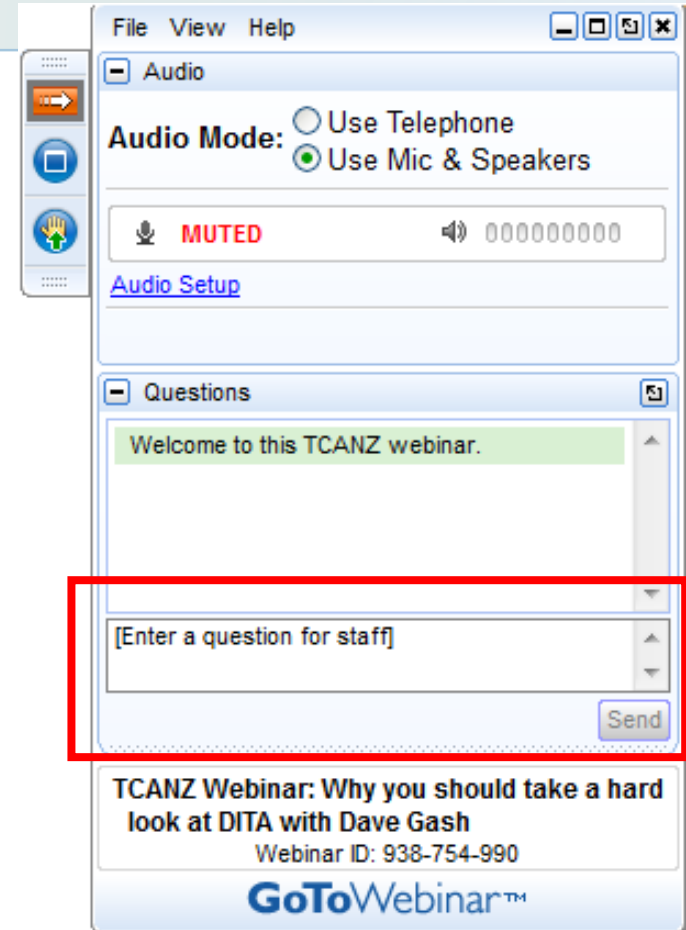 File View Help
Audio
Audio Mode:
Use Telephone
Use Mic & Speakers
MUTED
000000000
Audio Setup
Questions
Welcome to this TCANZ webinar.
[Enter a question for staff]
Send
TCANZ Webinar: Why you should take a hard
look at DITA with Dave Gash
Webinar ID: 938-754-990
GoToWebinar™